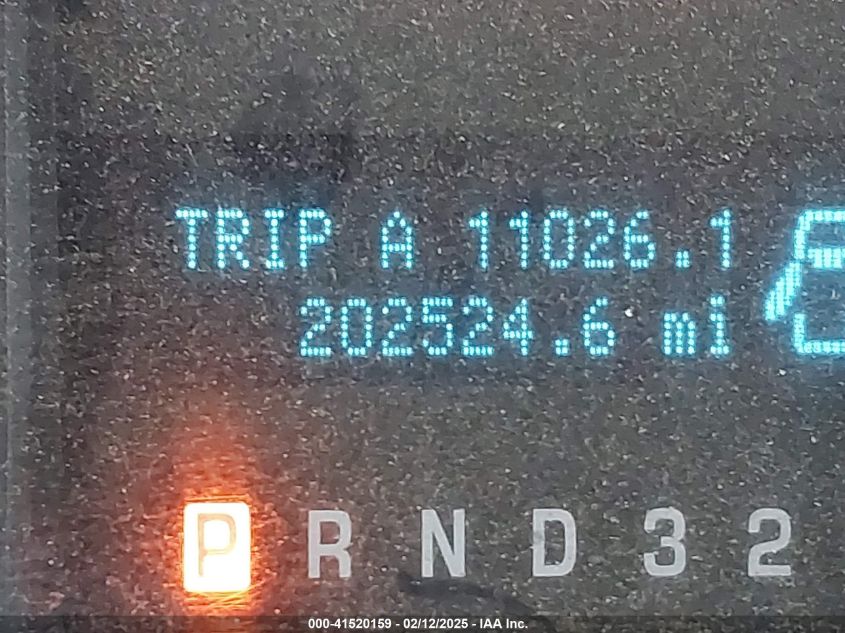 TRIP A 11026.1
202524.6 mi
P R N D 3 2
000-41520159 - 02/12/2025 - IAA Inc.